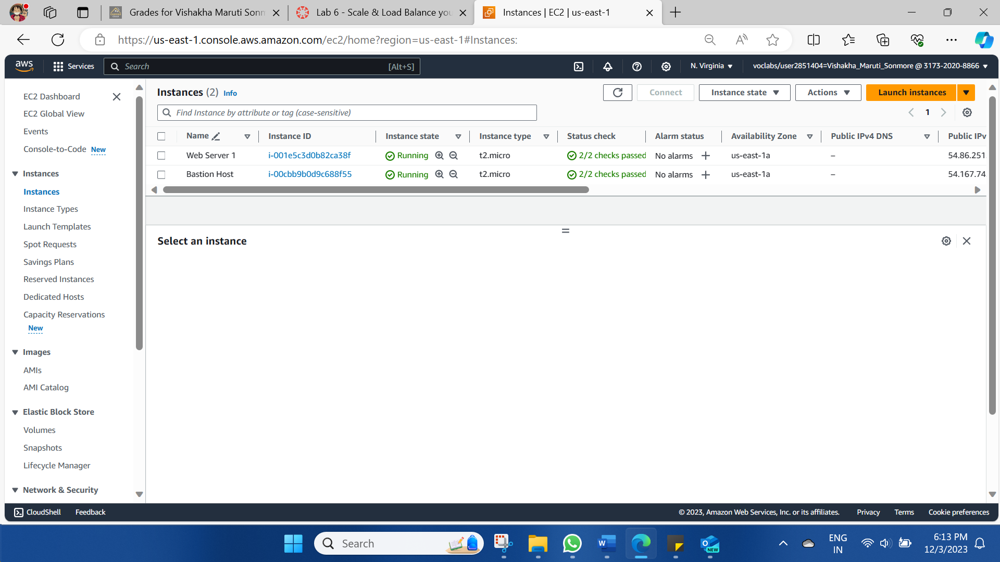 Grades for Vishakha Maruti Sonm
Lab 6 - Scale & Load Balance you
Instances | EC2 | us-east-1
https://us-east-1.console.aws.amazon.com/ec2/home?region=us-east-1#Instances:
aws
Services
Search
[Alt+S]
N. Virginia
voclabs/user2851404=Vishakha_Maruti_Sonmore @ 3173-2020-8866
EC2 Dashboard
EC2 Global View
Events
Console-to-Code New
Instances
Instances
Instance Types
Launch Templates
Spot Requests
Savings Plans
Reserved Instances
Dedicated Hosts
Capacity Reservations
New
Images
AMIs
AMI Catalog
Elastic Block Store
Volumes
Snapshots
Lifecycle Manager
Network & Security
Instances (2) Info
Connect
Instance state
Actions
Launch instances
Find Instance by attribute or tag (case-sensitive)
1
Name Instance ID Instance state Instance type Status check Alarm status Availability Zone Public IPv4 DNS Public IPv
Web Server 1 i-001e5c3d0b82ca38f Running t2.micro 2/2 checks passed No alarms + us-east-1a – 54.86.251.
Bastion Host i-00cbb9b0d9c688f55 Running t2.micro 2/2 checks passed No alarms + us-east-1a – 54.167.74
Select an instance
CloudShell
Feedback
© 2023, Amazon Web Services, Inc. or its affiliates.
Privacy
Terms
Cookie preferences
Search
W
O
NEW
ENG
IN
6:13 PM
12/3/2023